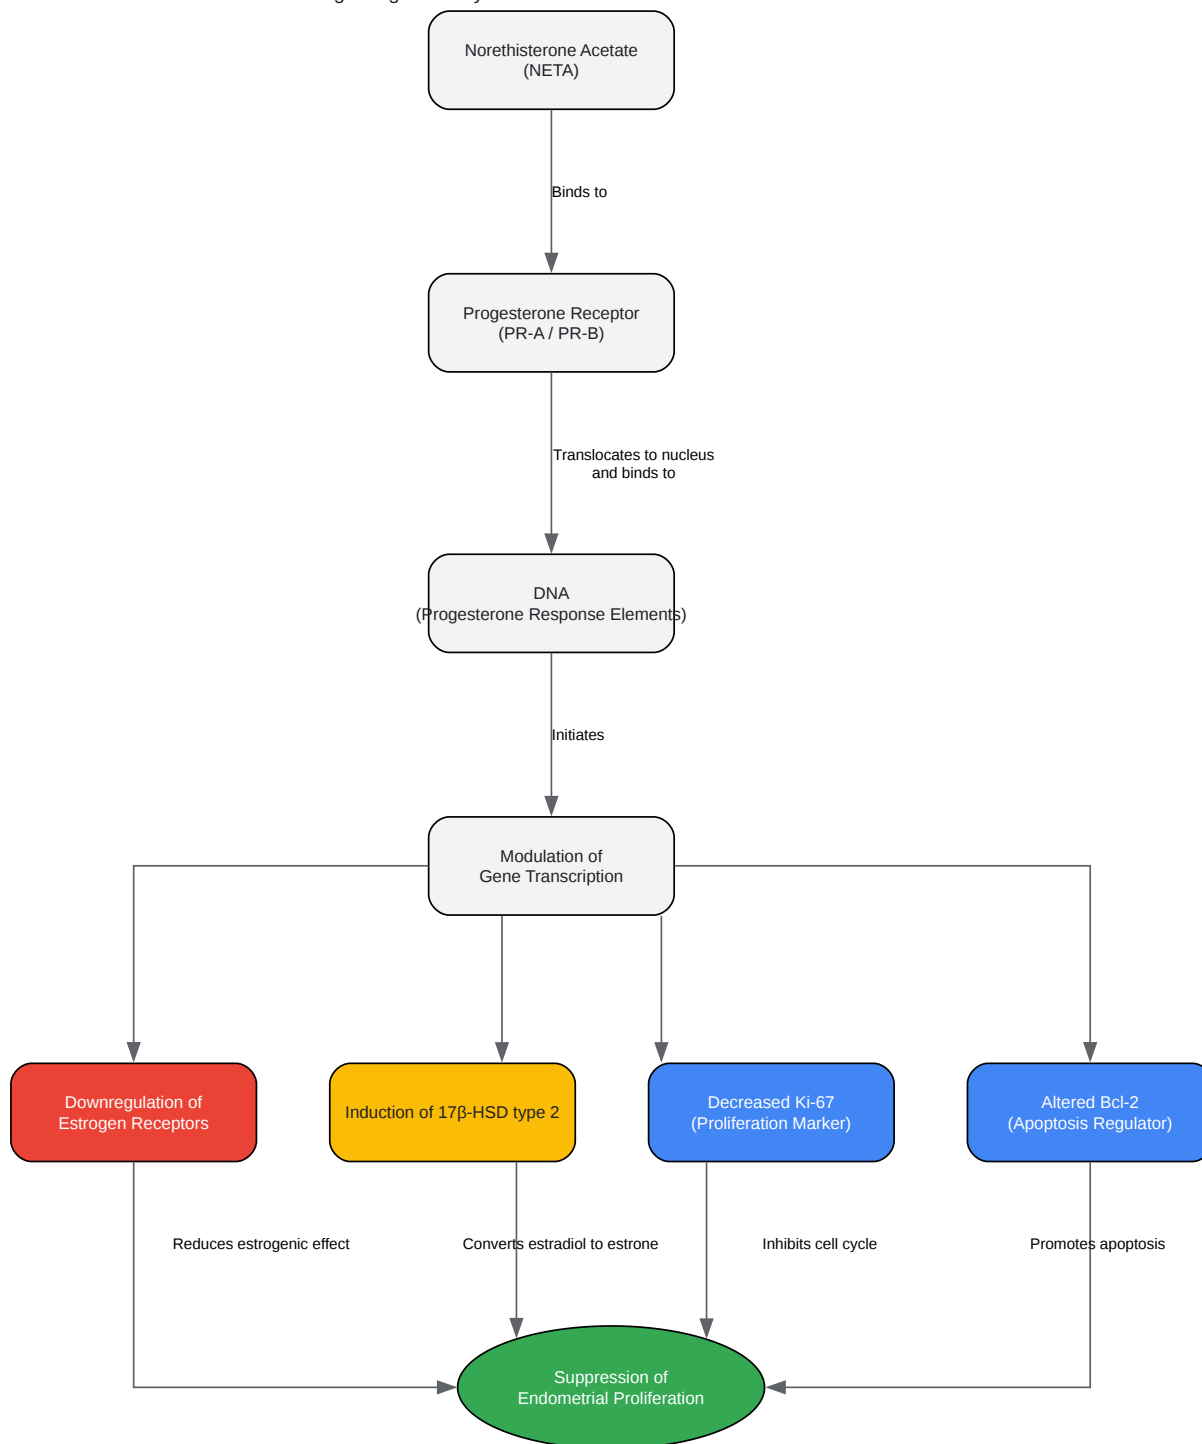 Norethisterone Acetate
(NETA)
Binds to
Progesterone Receptor
(PR-A / PR-B)
Translocates to nucleus
and binds to
DNA
(Progesterone Response Elements)
Initiates
Modulation of
Gene Transcription
Downregulation of
Estrogen Receptors
Induction of 17β-HSD type 2
Decreased Ki-67
(Proliferation Marker)
Altered Bcl-2
(Apoptosis Regulator)
Reduces estrogenic effect
Converts estradiol to estrone
Inhibits cell cycle
Promotes apoptosis
Suppression of
Endometrial Proliferation